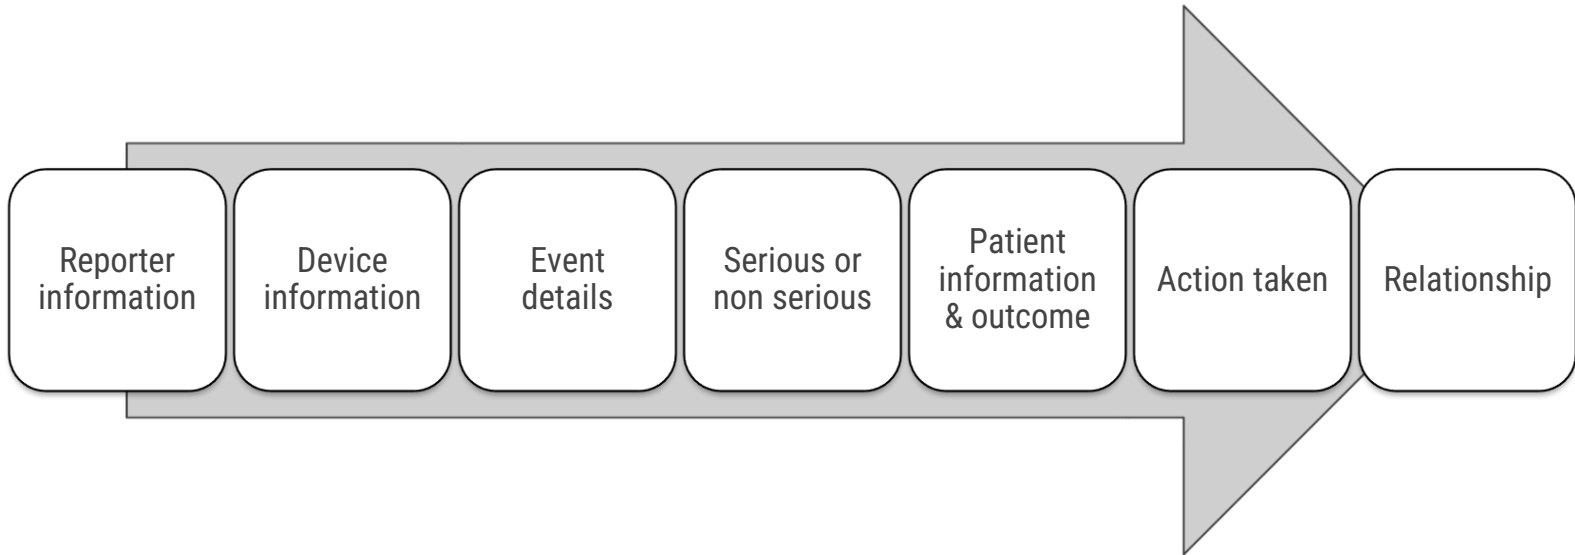 Reporter
information
Device
information
Event
details
Serious or
non serious
Patient
information
& outcome
Action taken
Relationship